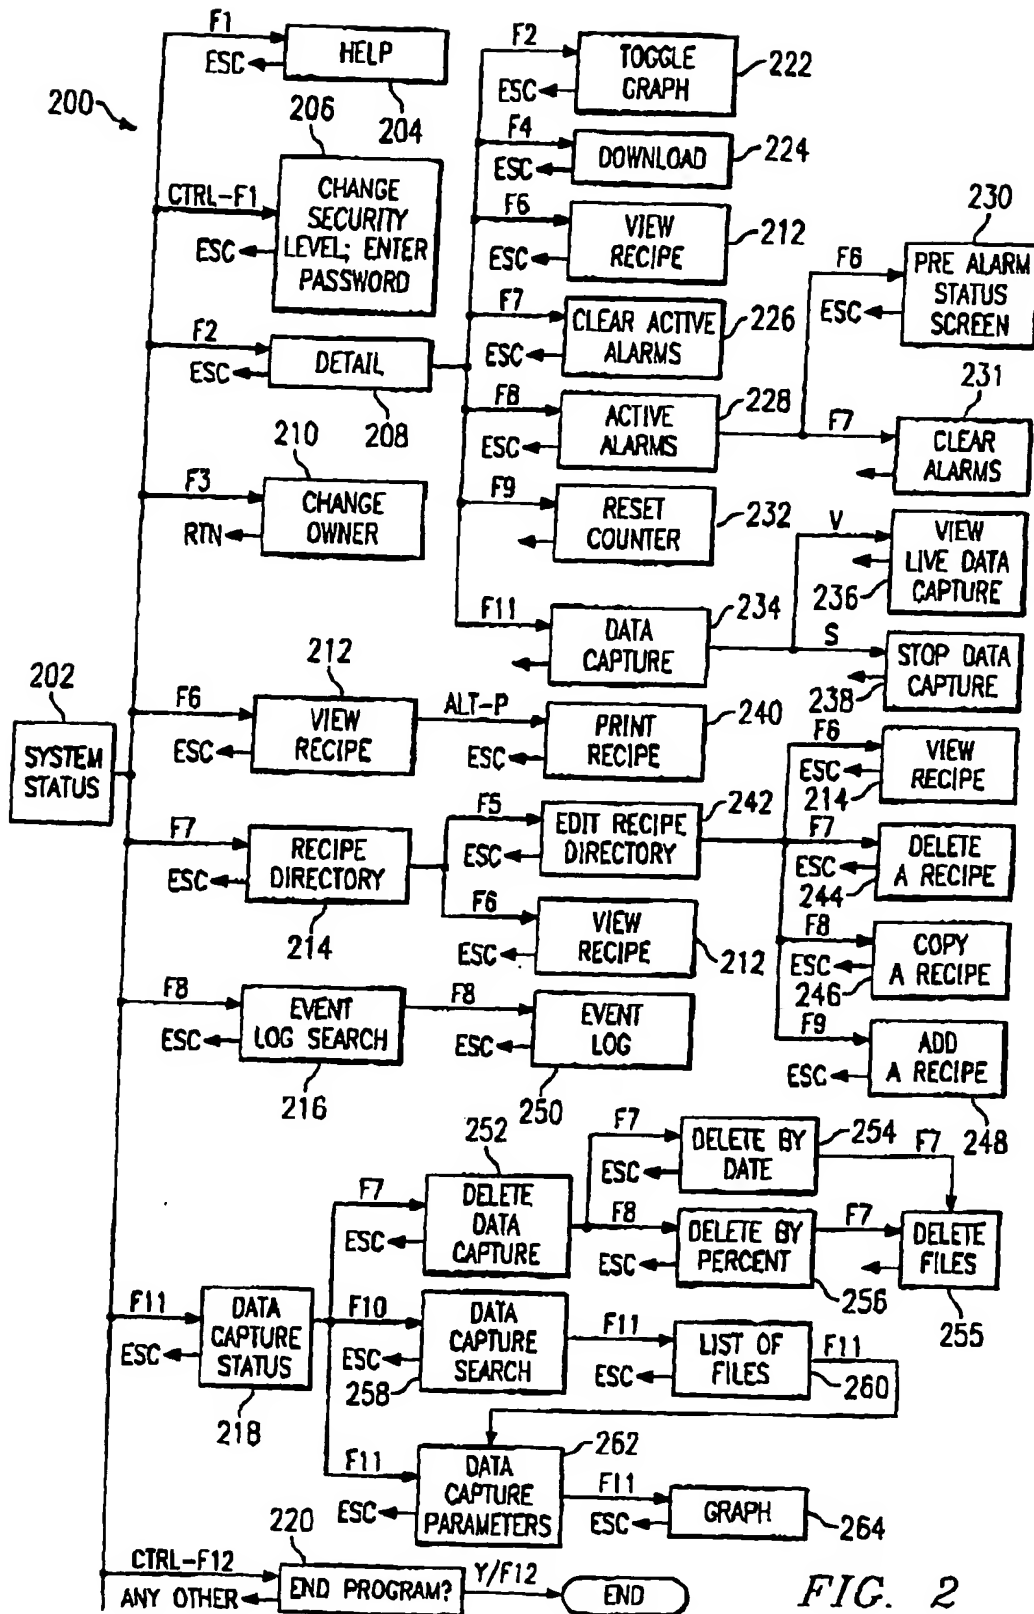 F1
HELP
ESC
204
200
206
CTRL-F1
CHANGE
SECURITY
LEVEL; ENTER
PASSWORD
ESC
F2
DETAIL
ESC
208
210
F3
CHANGE
OWNER
RTN
F2
TOGGLE
GRAPH
ESC
222
F4
DOWNLOAD
ESC
224
F6
VIEW
RECIPE
ESC
212
F7
CLEAR ACTIVE
ALARMS
ESC
226
F8
ACTIVE
ALARMS
ESC
228
F9
RESET
COUNTER
232
F11
DATA
CAPTURE
234
230
F6
PRE ALARM
STATUS
SCREEN
ESC
231
F7
CLEAR
ALARMS
V
VIEW
LIVE DATA
CAPTURE
236
S
STOP DATA
CAPTURE
238
202
SYSTEM
STATUS
212
F6
VIEW
RECIPE
ESC
ALT-P
PRINT
RECIPE
ESC
240
F7
RECIPE
DIRECTORY
ESC
214
F5
EDIT RECIPE
DIRECTORY
ESC
242
F6
VIEW
RECIPE
ESC
212
F6
VIEW
RECIPE
ESC
214
F7
DELETE
A RECIPE
ESC
244
F8
COPY
A RECIPE
ESC
246
F9
ADD
A RECIPE
ESC
248
F8
EVENT
LOG SEARCH
ESC
216
F8
EVENT
LOG
ESC
250
F11
DATA
CAPTURE
STATUS
ESC
218
252
F7
DELETE
DATA
CAPTURE
ESC
F7
DELETE BY
DATE
ESC
254
F7
F8
DELETE BY
PERCENT
ESC
256
F7
DELETE
FILES
255
F10
DATA
CAPTURE
SEARCH
ESC
258
F11
LIST OF
FILES
ESC
260
F11
262
F11
DATA
CAPTURE
PARAMETERS
ESC
F11
GRAPH
ESC
264
220
CTRL-F12
END PROGRAM?
ANY OTHER
Y/F12
END
FIG. 2